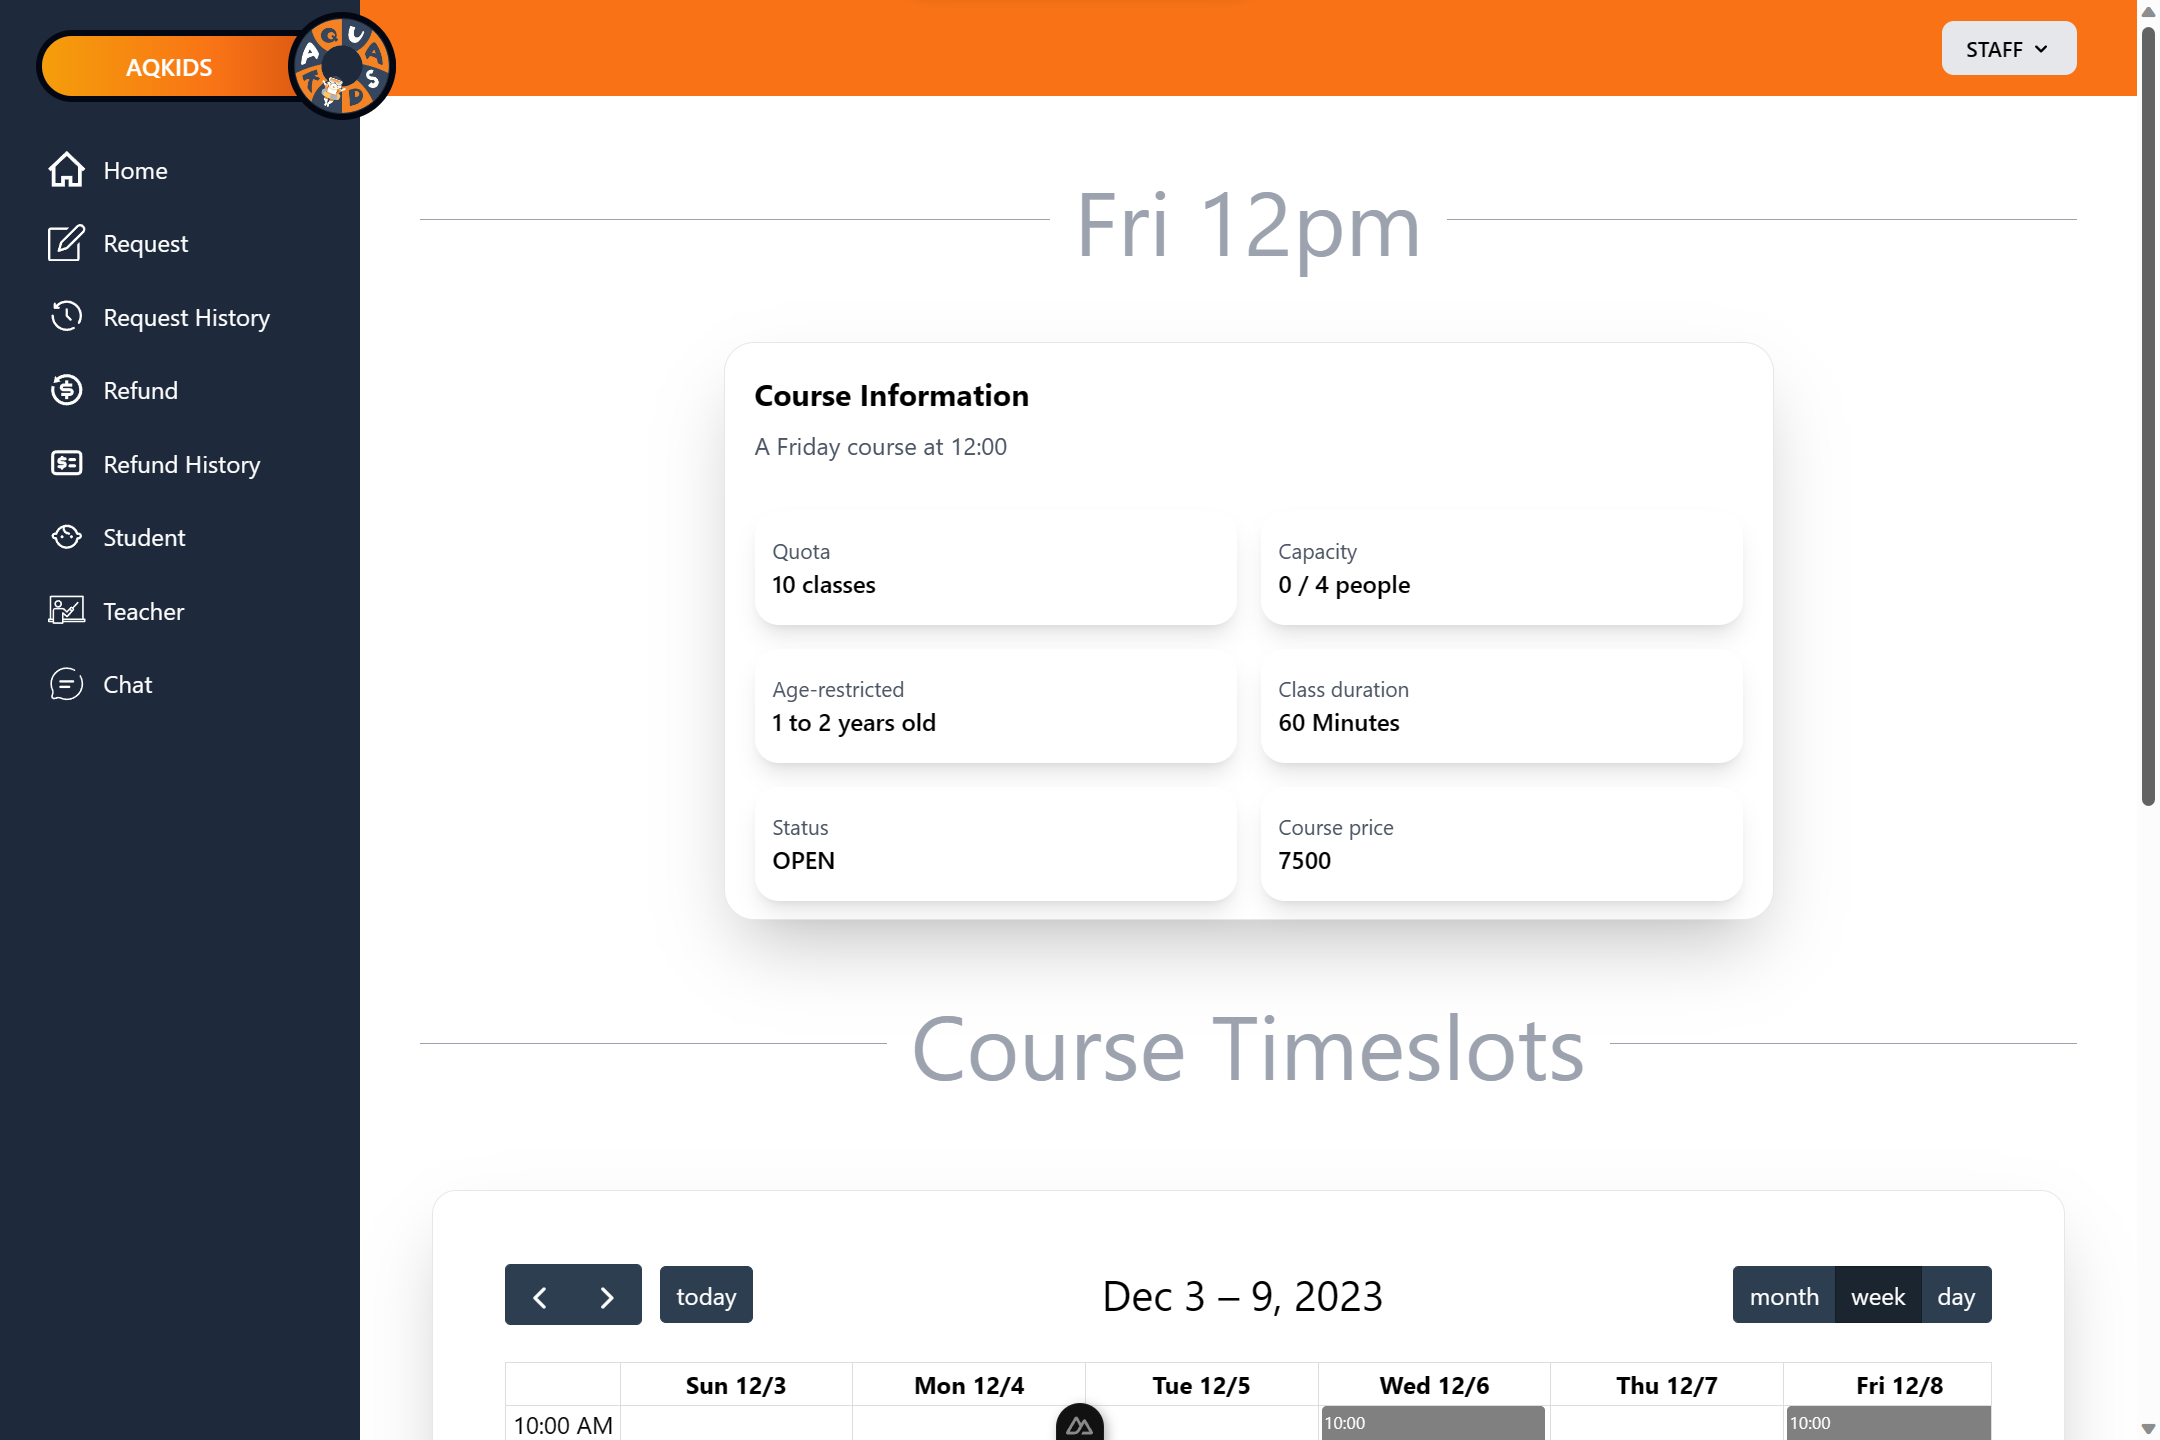 AQKIDS
AQUA KIDS
STAFF
Home
Request
Request History
Refund
Refund History
Student
Teacher
Chat
Fri 12pm
Course Information
A Friday course at 12:00
Quota
10 classes
Capacity
0 / 4 people
Age-restricted
1 to 2 years old
Class duration
60 Minutes
Status
OPEN
Course price
7500
Course Timeslots
today
Dec 3 – 9, 2023
month week day
Sun 12/3 Mon 12/4 Tue 12/5 Wed 12/6 Thu 12/7 Fri 12/8
10:00 AM 10:00 10:00